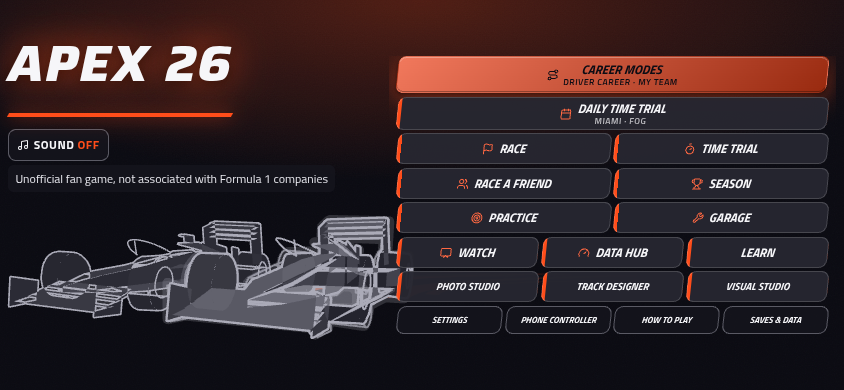 APEX 26
SOUND OFF
Unofficial fan game, not associated with Formula 1 companies
CAREER MODES
DRIVER CAREER · MY TEAM
DAILY TIME TRIAL
MIAMI · FOG
RACE
TIME TRIAL
RACE A FRIEND
SEASON
PRACTICE
GARAGE
WATCH
DATA HUB
LEARN
PHOTO STUDIO
TRACK DESIGNER
VISUAL STUDIO
SETTINGS
PHONE CONTROLLER
HOW TO PLAY
SAVES & DATA